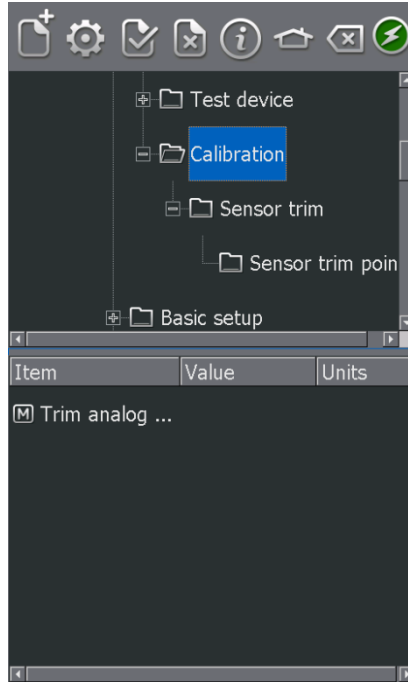 Test device
Calibration
Sensor trim
Sensor trim poin
Basic setup
Item Value Units
M Trim analog ...